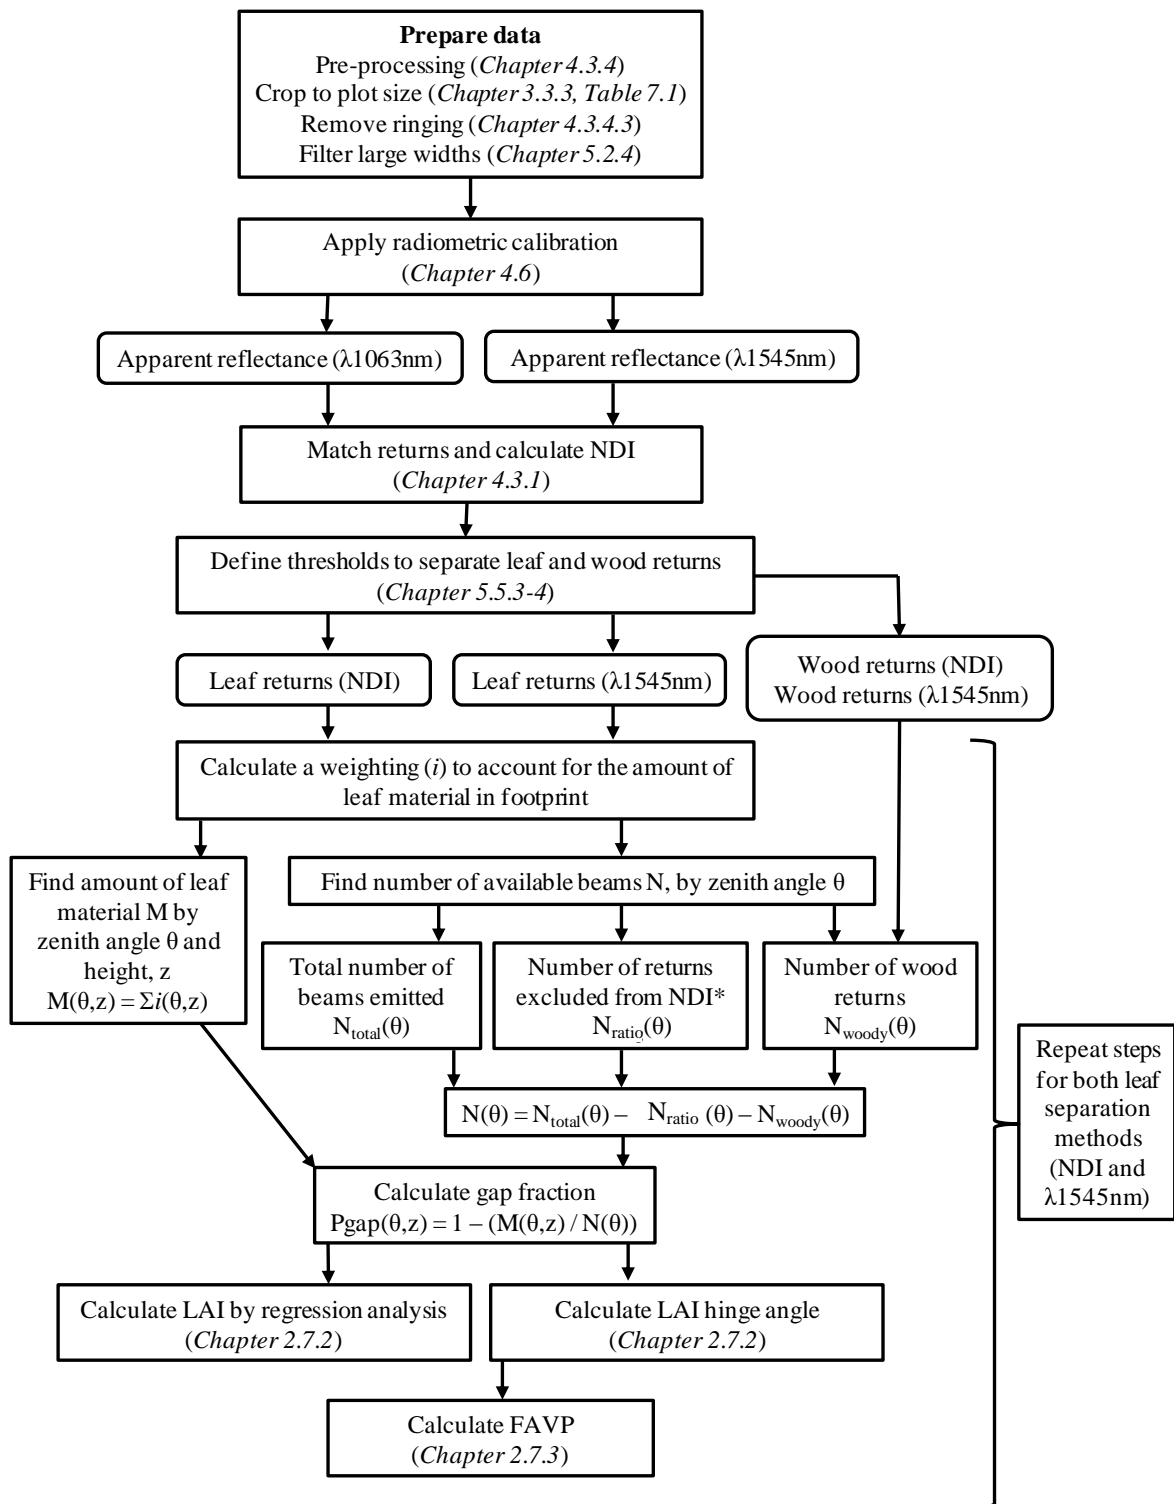 Prepare data
Pre-processing (Chapter 4.3.4)
Crop to plot size (Chapter 3.3.3, Table 7.1)
Remove ringing (Chapter 4.3.4.3)
Filter large widths (Chapter 5.2.4)
Apply radiometric calibration
(Chapter 4.6)
Apparent reflectance (λ1063nm)
Apparent reflectance (λ1545nm)
Match returns and calculate NDI
(Chapter 4.3.1)
Define thresholds to separate leaf and wood returns
(Chapter 5.5.3-4)
Leaf returns (NDI)
Leaf returns (λ1545nm)
Wood returns (NDI)
Wood returns (λ1545nm)
Calculate a weighting (i) to account for the amount of
leaf material in footprint
Find amount of leaf
material M by
zenith angle θ and
height, z
M(θ,z) = Σi(θ,z)
Find number of available beams N, by zenith angle θ
Total number of
beams emitted
Ntotal(θ)
Number of returns
excluded from NDI*
Nratio(θ)
Number of wood
returns
Nwoody(θ)
N(θ) = Ntotal(θ) – Nratio (θ) – Nwoody(θ)
Calculate gap fraction
Pgap(θ,z) = 1 – (M(θ,z) / N(θ))
Calculate LAI by regression analysis
(Chapter 2.7.2)
Calculate LAI hinge angle
(Chapter 2.7.2)
Calculate FAVP
(Chapter 2.7.3)
Repeat steps
for both leaf
separation
methods
(NDI and
λ1545nm)